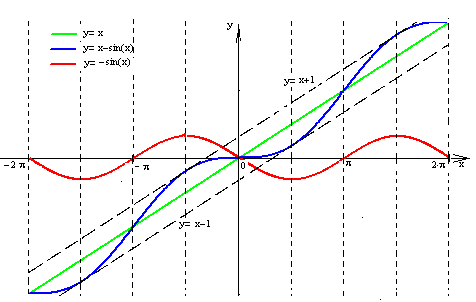 y
y= x
y= x−sin(x)
y= −sin(x)
y= x+1
−2 π
− π
0
π
2·π
x
y= x−1